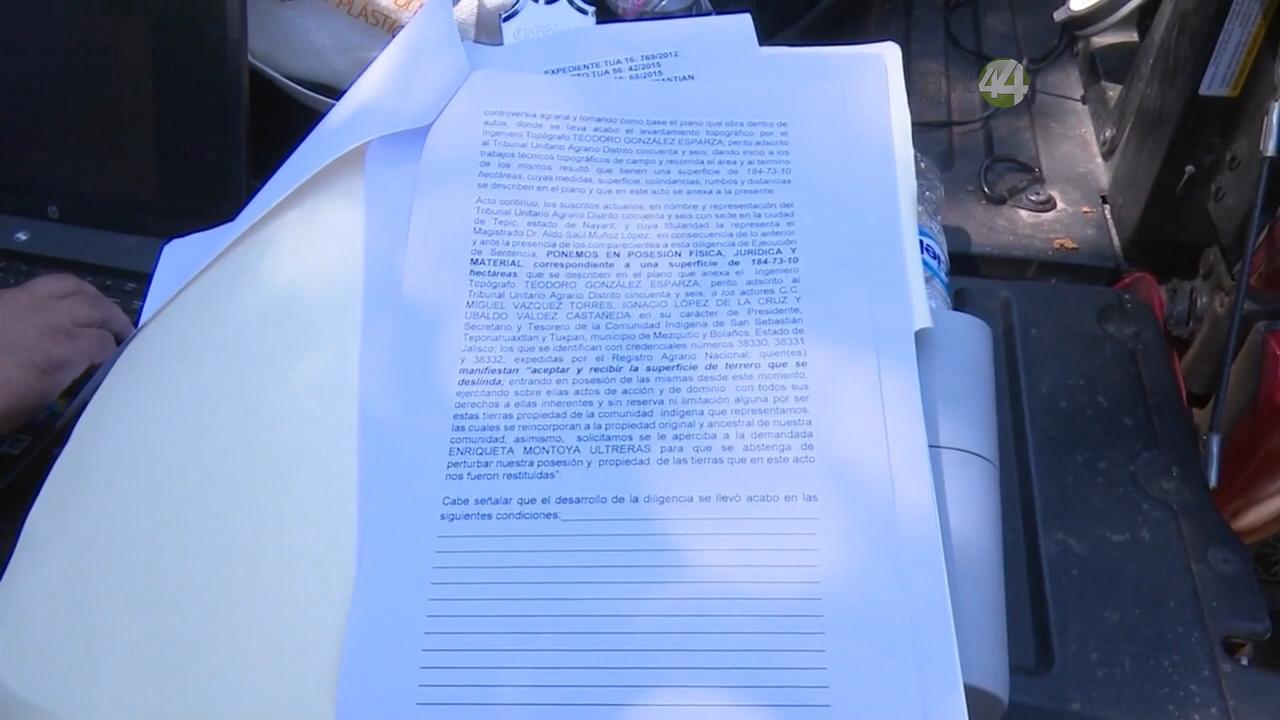 PLÁSTICO
EXPEDIENTE TUA 16: 769/2012
TUA 56: 42/2015
68/2015
44
controversia agraria y tomando como base el plano que obra dentro de
autos, donde se lleva acabo el levantamiento topográfico por el
Ingeniero Topógrafo TEODORO GONZÁLEZ ESPARZA; perito adscrito
al Tribunal Unitario Agrario Distrito cincuenta y seis; dando inicio a los
trabajos técnicos topográficos de campo y recorrida el área y al termino
de los mismos resultó que tienen una superficie de 184-73-10
hectáreas, cuyas medidas, superficie, colindancias, rumbos y distancias
se describen en el plano y que en este acto se anexa a la presente.
Acto continuo, los suscritos actuarios, en nombre y representación del
Tribunal Unitario Agrario Distrito cincuenta y seis con sede en la ciudad
de Tepic, estado de Nayarit; y cuya titularidad la representa el
Magistrado Dr. Aldo Saúl Muñoz López; en consecuencia de lo anterior
y ante la presencia de los comparecientes a esta diligencia de Ejecución
de Sentencia, PONEMOS EN POSESIÓN FÍSICA, JURÍDICA Y
MATERIAL correspondiente a una superficie de 184-73-10
hectáreas, que se describen en el plano que anexa el Ingeniero
Topógrafo TEODORO GONZÁLEZ ESPARZA; perito adscrito al
Tribunal Unitario Agrario Distrito cincuenta y seis; a los actores C.C.
MIGUEL VAZQUEZ TORRES, IGNACIO LÓPEZ DE LA CRUZ Y
UBALDO VALDEZ CASTAÑEDA en su carácter de Presidente,
Secretario y Tesorero de la Comunidad Indígena de San Sebastián
Teponahuaxtlan y Tuxpan, municipio de Mezquitic y Bolaños, Estado de
Jalisco; los que se identifican con credenciales números 38330, 38331
y 38332, expedidas por el Registro Agrario Nacional, quien(es)
manifiestan "aceptar y recibir la superficie de terrero que se
deslinda; entrando en posesión de las mismas desde este momento,
ejercitando sobre ellas actos de acción y de dominio con todos sus
derechos a ellas inherentes y sin reserva ni limitación alguna por ser
estas tierras propiedad de la comunidad indígena que representamos,
las cuales se reincorporan a la propiedad original y ancestral de nuestra
comunidad, asimismo, solicitamos se le aperciba a la demandada
ENRIQUETA MONTOYA ULTRERAS para que se abstenga de
perturbar nuestra posesión y propiedad de las tierras que en este acto
nos fueron restituidas".
Cabe señalar que el desarrollo de la diligencia se llevó acabo en las
siguientes condiciones: